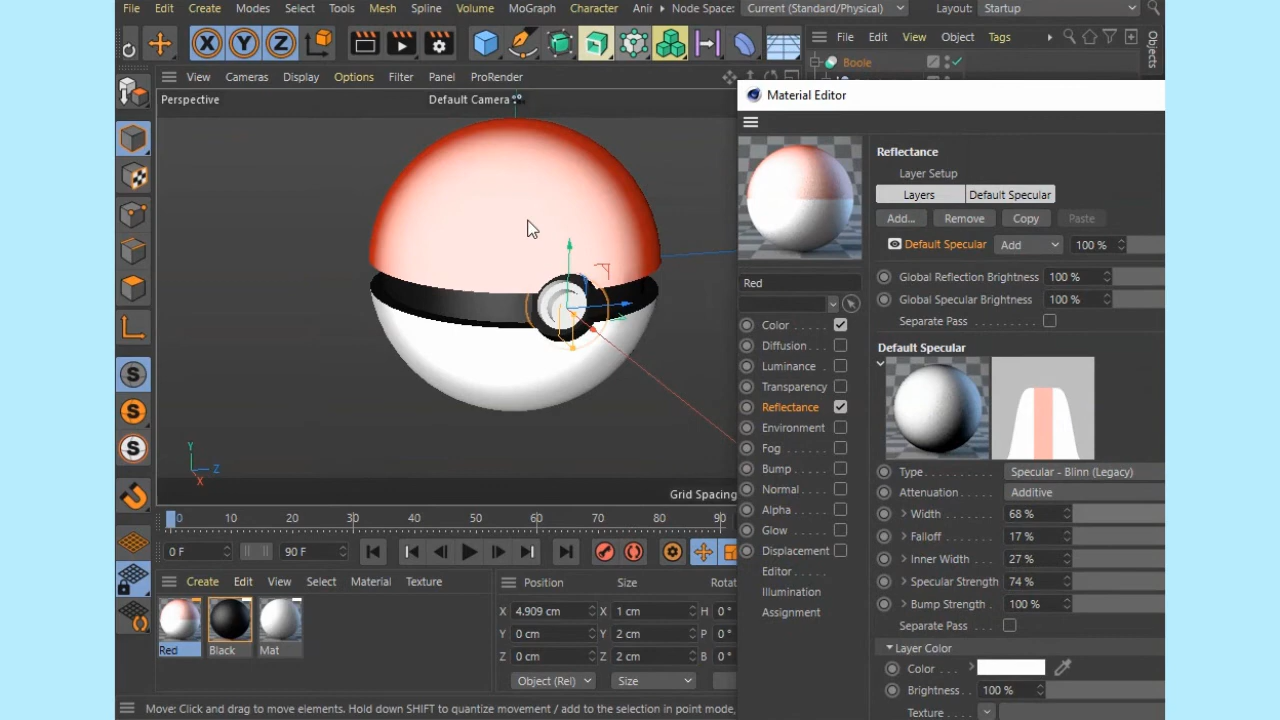 File Edit Create Modes Select Tools Mesh Spline Volume MoGraph Character Anir Node Space: Current (Standard/Physical) Layout: Startup
X Y Z
File Edit View Object Tags
Objects
View Cameras Display Options Filter Panel ProRender
Boole
Perspective
Default Camera
Material Editor
Reflectance
Layer Setup
Layers Default Specular
Add... Remove Copy Paste
Default Specular Add 100 %
Global Reflection Brightness 100 %
Global Specular Brightness 100 %
Separate Pass
Default Specular
Red
Color
Diffusion
Luminance
Transparency
Reflectance
Environment
Fog
Bump
Normal
Alpha
Glow
Displacement
Editor
Illumination
Assignment
Type Specular - Blinn (Legacy)
Attenuation Additive
Width 68 %
Falloff 17 %
Inner Width 27 %
Specular Strength 74 %
Bump Strength 100 %
Separate Pass
Layer Color
Color
Brightness 100 %
Texture
S
S
S
Y
Z
X
Grid Spacing
0 10 20 30 40 50 60 70 80 90
0 F 90 F
Create Edit View Select Material Texture
Red Black Mat
Position Size Rotat
X 4.909 cm X 1 cm H 0 °
Y 0 cm Y 2 cm P 0 °
Z 0 cm Z 2 cm B 0 °
Object (Rel) Size
Move: Click and drag to move elements. Hold down SHIFT to quantize movement / add to the selection in point mode,